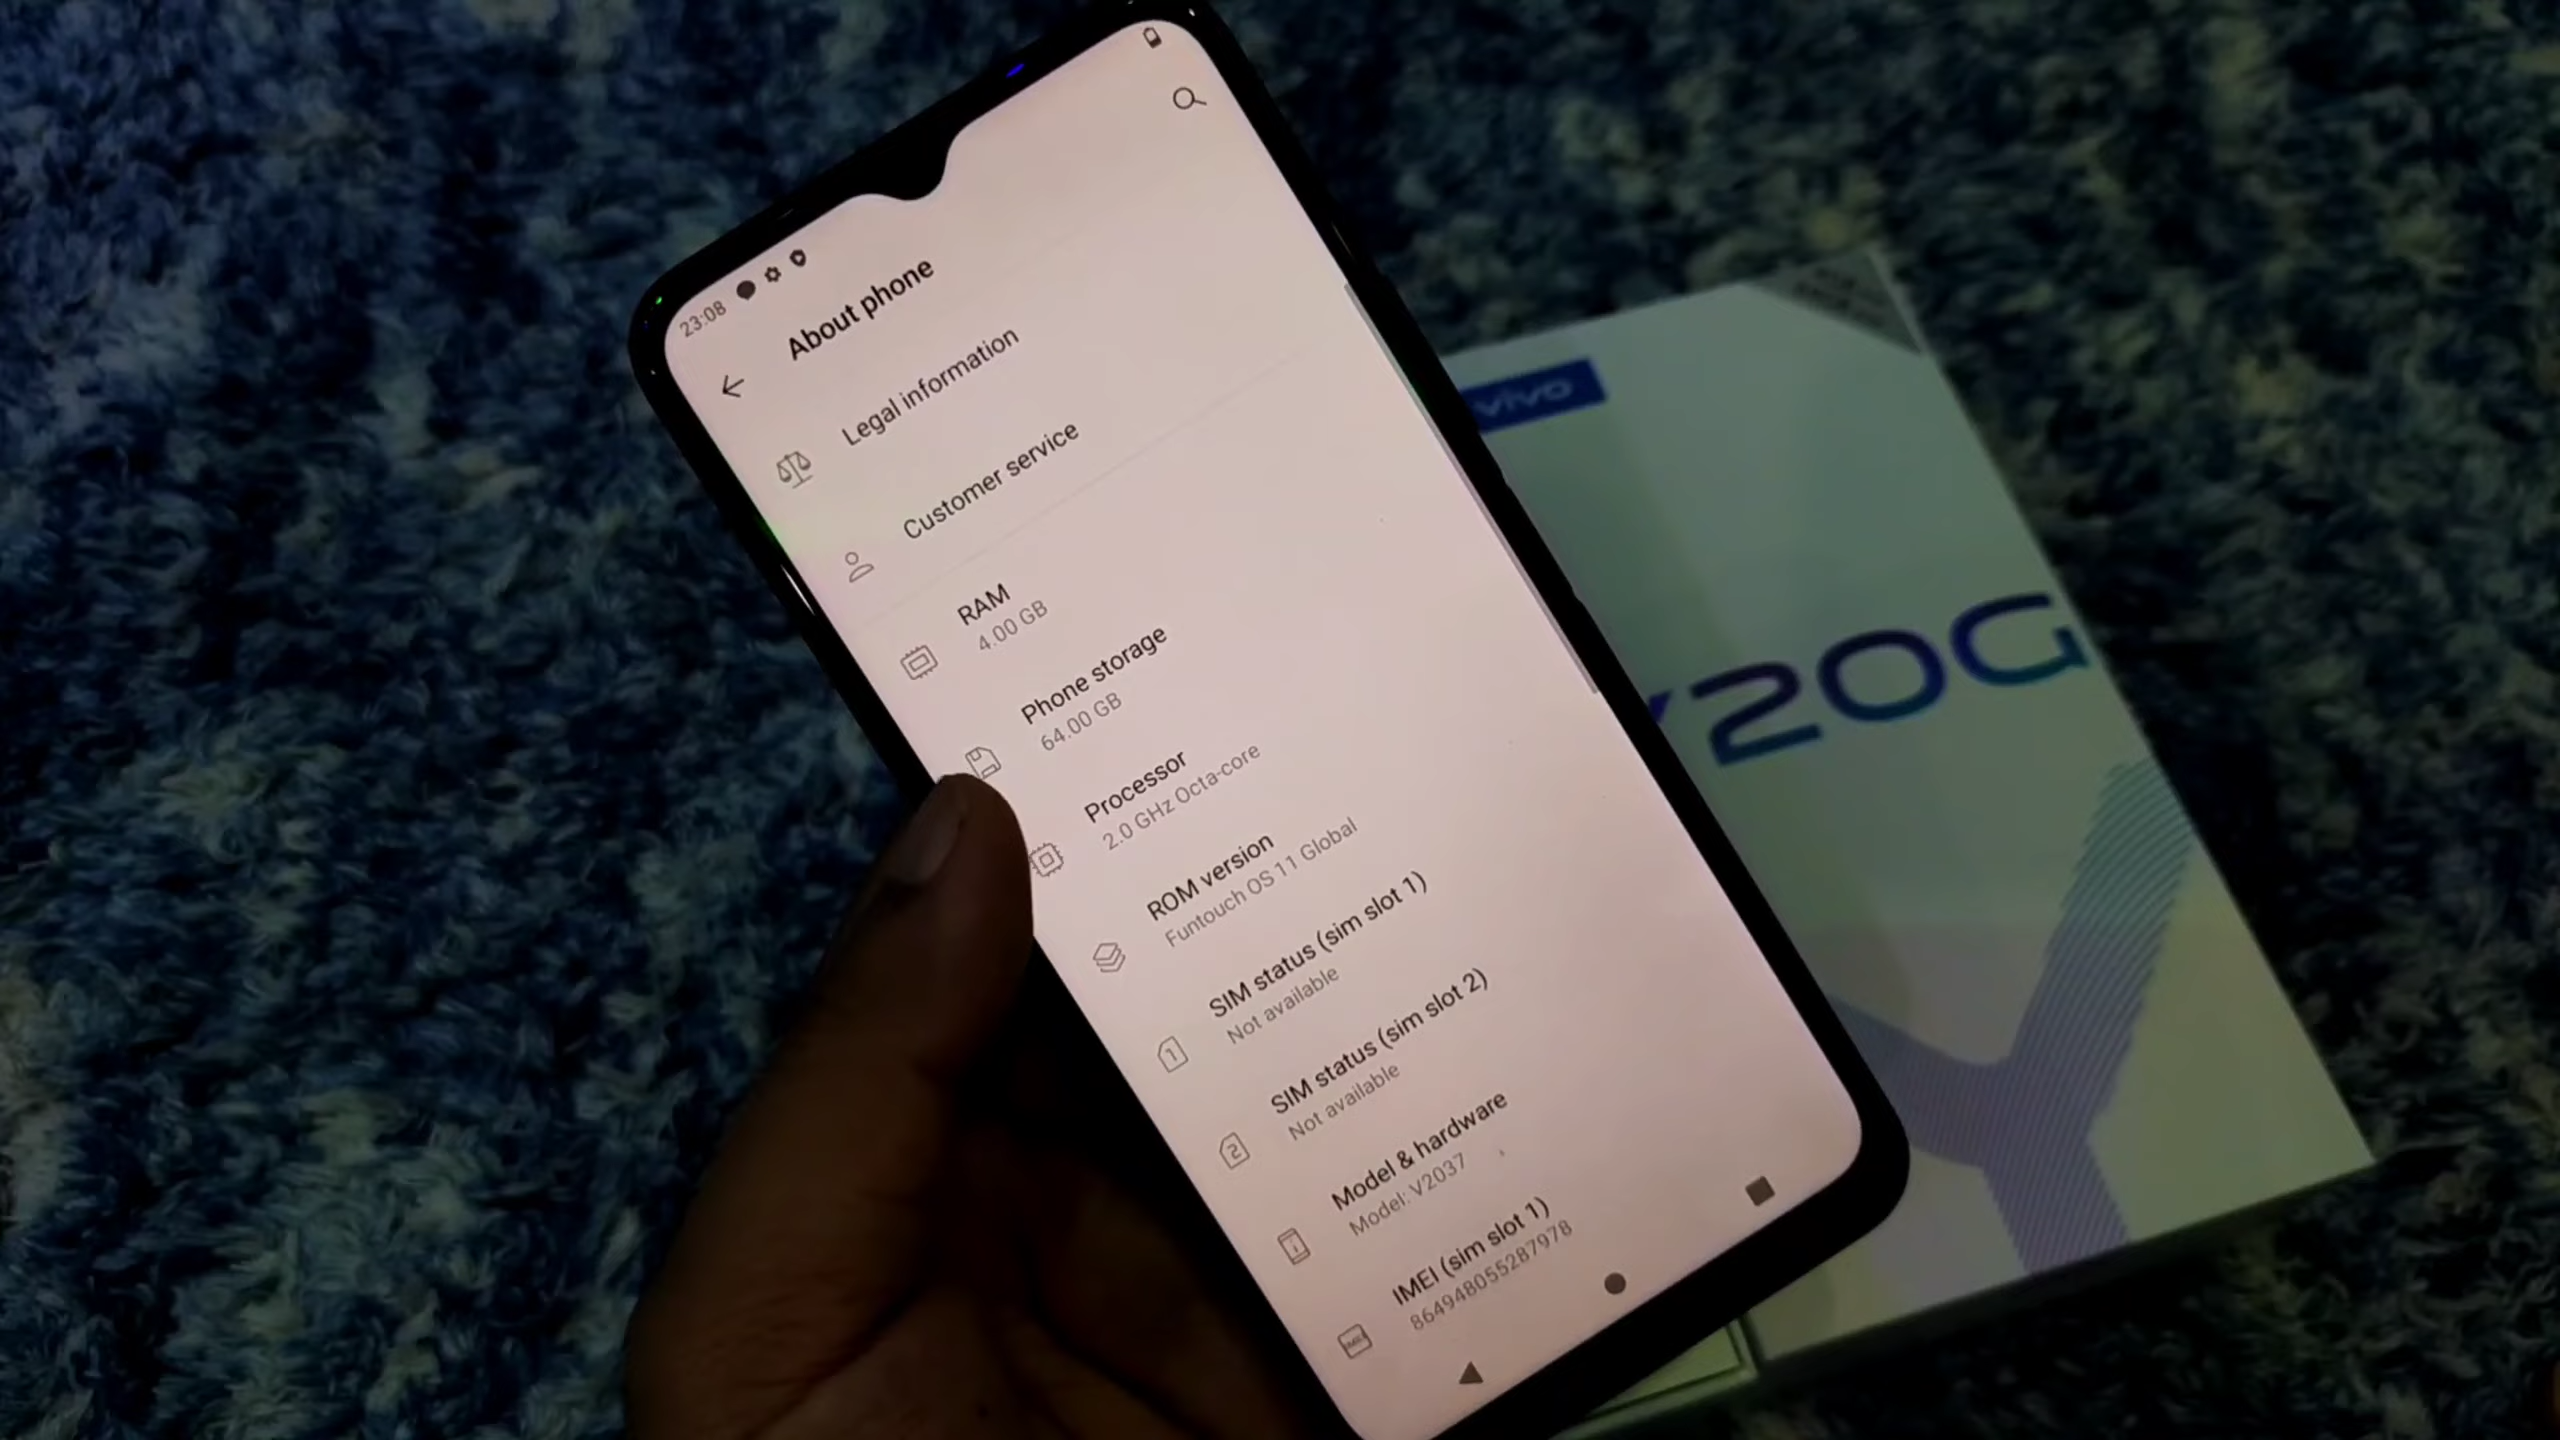 23:08
About phone
Legal information
Customer service
RAM
4.00 GB
Phone storage
64.00 GB
Processor
2.0 GHz Octa-core
ROM version
Funtouch OS 11 Global
SIM status (sim slot 1)
Not available
SIM status (sim slot 2)
Not available
Model & hardware
Model: V2037
IMEI (sim slot 1)
864948055287978
vivo
Y20G